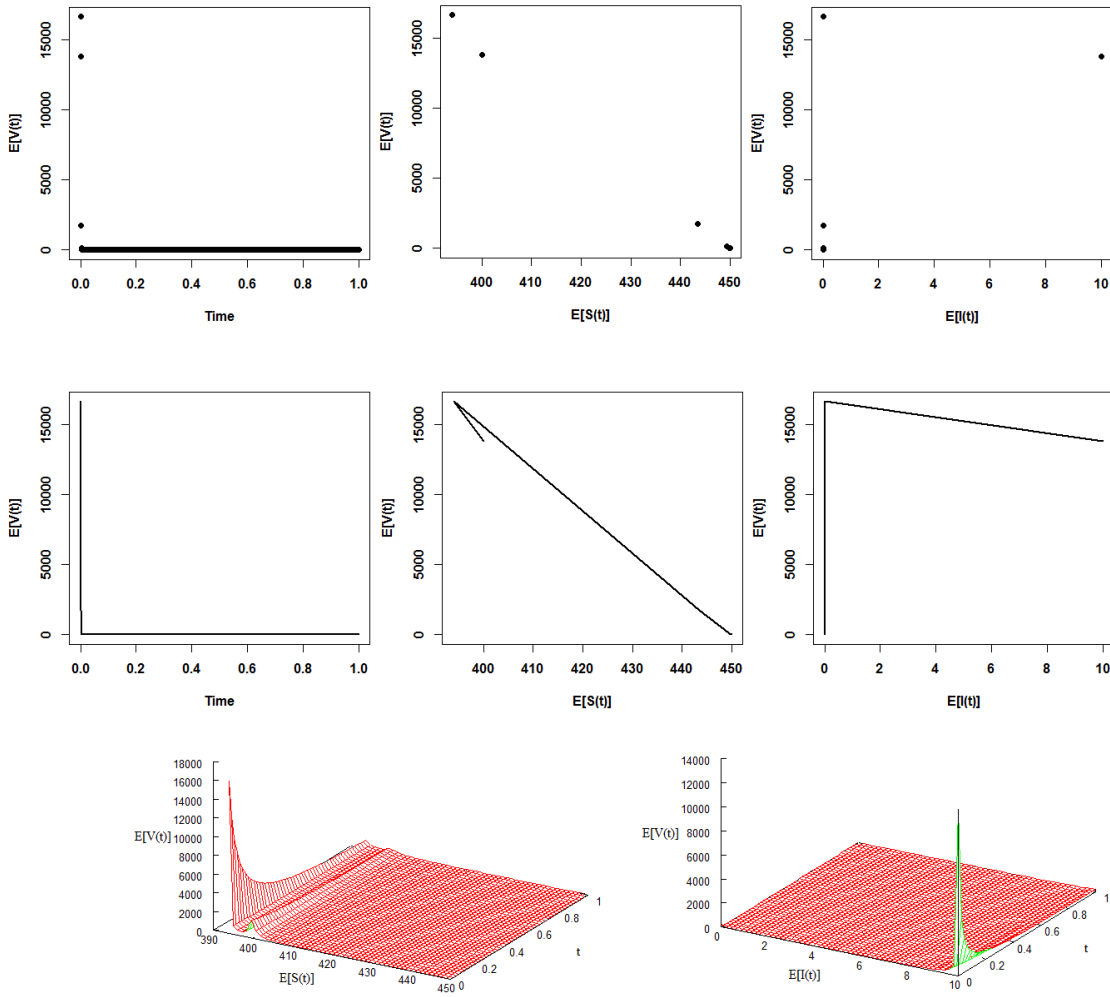 E[V(t)]
0 5000 10000 15000
0.0 0.2 0.4 0.6 0.8 1.0
Time
E[V(t)]
0 5000 10000 15000
400 410 420 430 440 450
E[S(t)]
E[V(t)]
0 5000 10000 15000
0 2 4 6 8 10
E[I(t)]
E[V(t)]
0 5000 10000 15000
0.0 0.2 0.4 0.6 0.8 1.0
Time
E[V(t)]
0 5000 10000 15000
400 410 420 430 440 450
E[S(t)]
E[V(t)]
0 5000 10000 15000
0 2 4 6 8 10
E[I(t)]
18000
16000
14000
12000
E[V(t)] 10000
8000
6000
4000
2000
0
390 400 410 420 430 440 450
E[S(t)]
0 0.2 0.4 0.6 0.8 1
t
14000
12000
10000
E[V(t)] 8000
6000
4000
2000
0
0 2 4 6 8 10
E[I(t)]
0 0.2 0.4 0.6 0.8 1
t